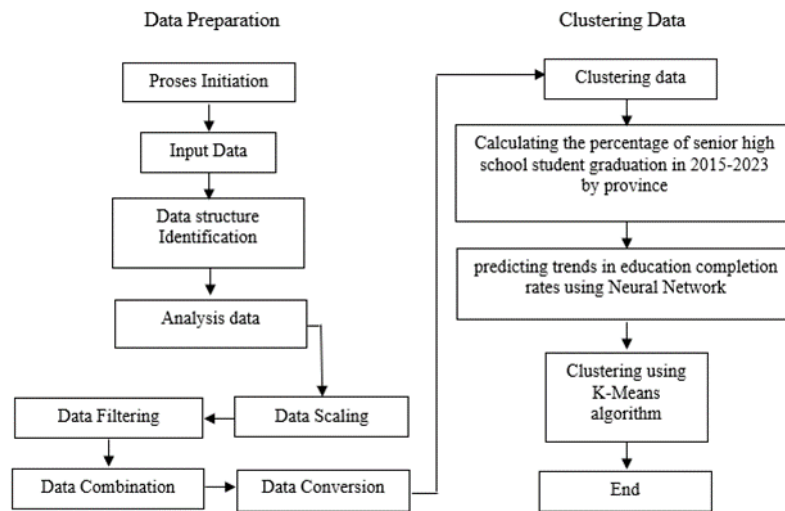 Data Preparation
Proses Initiation
Input Data
Data structure
Identification
Analysis data
Data Scaling
Data Filtering
Data Combination
Data Conversion
Clustering Data
Clustering data
Calculating the percentage of senior high
school student graduation in 2015-2023
by province
predicting trends in education completion
rates using Neural Network
Clustering using
K-Means
algorithm
End